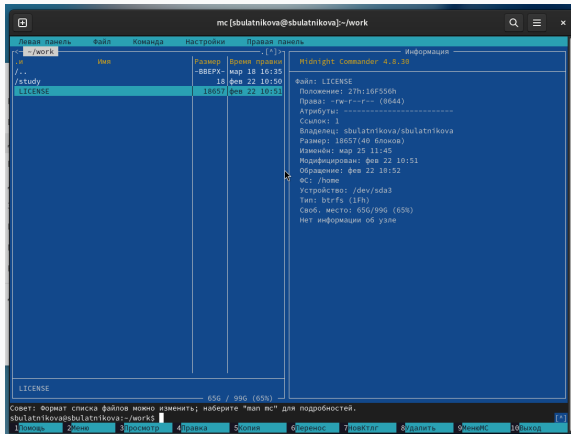 mc [sbulatnikova@sbulatnikova]:~/work
Левая панель Файл Команда Настройки Правая панель
<- ~/work .[^]>
Информация
.и Имя Размер Время правки
/.. -ВВЕРХ- мар 18 16:35
/study 18 фев 22 10:50
LICENSE 18657 фев 22 10:51
Midnight Commander 4.8.30
Файл: LICENSE
Положение: 27h:16F556h
Права: -rw-r--r-- (0644)
Атрибуты: ------------------------
Ссылок: 1
Владелец: sbulatnikova/sbulatnikova
Размер: 18657(40 блоков)
Изменён: мар 25 11:45
Модифицирован: фев 22 10:51
Обращение: фев 22 10:52
ФС: /home
Устройство: /dev/sda3
Тип: btrfs (1Fh)
Своб. место: 65G/99G (65%)
Нет информации об узле
LICENSE
65G / 99G (65%)
Совет: Формат списка файлов можно изменить; наберите "man mc" для подробностей.
sbulatnikova@sbulatnikova:~/work$ [^]
1Помощь 2Меню 3Просмотр 4Правка 5Копия 6Перенос 7НовКтлг 8Удалить 9МенюМС 10Выход